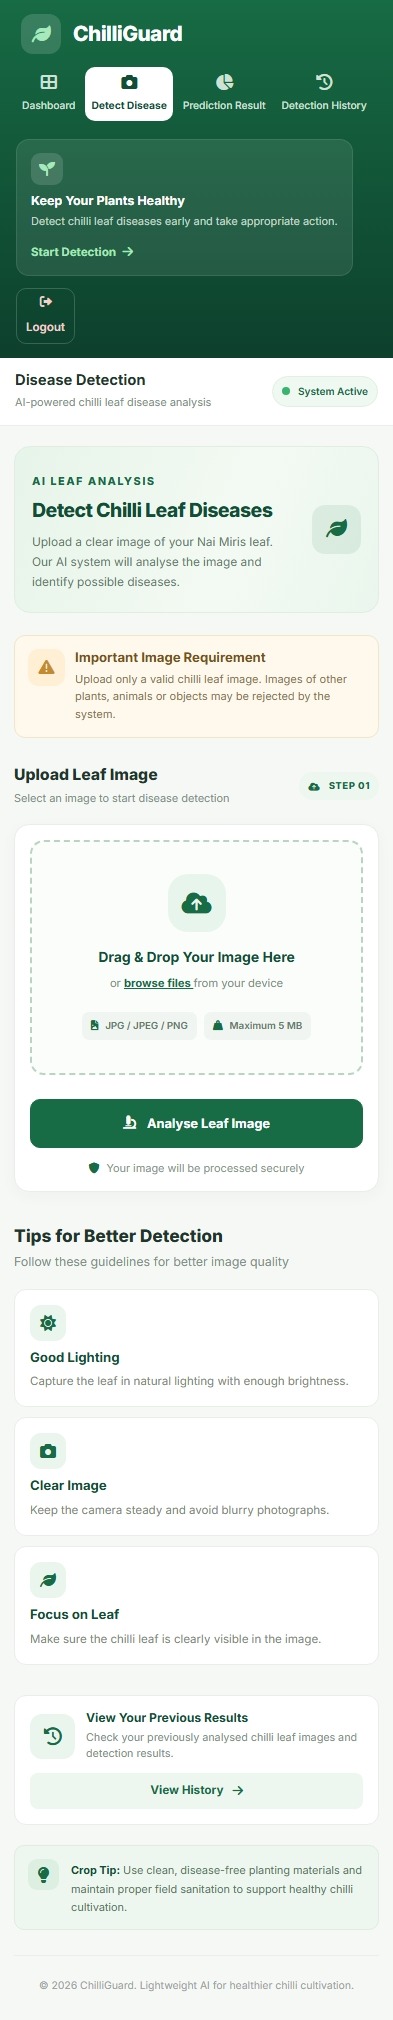 ChilliGuard
Dashboard
Detect Disease
Prediction Result
Detection History
Keep Your Plants Healthy
Detect chilli leaf diseases early and take appropriate action.
Start Detection →
Logout
Disease Detection
AI-powered chilli leaf disease analysis
System Active
AI LEAF ANALYSIS
Detect Chilli Leaf Diseases
Upload a clear image of your Nai Miris leaf.
Our AI system will analyse the image and
identify possible diseases.
Important Image Requirement
Upload only a valid chilli leaf image. Images of other
plants, animals or objects may be rejected by the
system.
Upload Leaf Image
Select an image to start disease detection
STEP 01
Drag & Drop Your Image Here
or browse files from your device
JPG / JPEG / PNG
Maximum 5 MB
Analyse Leaf Image
Your image will be processed securely
Tips for Better Detection
Follow these guidelines for better image quality
Good Lighting
Capture the leaf in natural lighting with enough brightness.
Clear Image
Keep the camera steady and avoid blurry photographs.
Focus on Leaf
Make sure the chilli leaf is clearly visible in the image.
View Your Previous Results
Check your previously analysed chilli leaf images and
detection results.
View History →
Crop Tip: Use clean, disease-free planting materials and
maintain proper field sanitation to support healthy chilli
cultivation.
© 2026 ChilliGuard. Lightweight AI for healthier chilli cultivation.